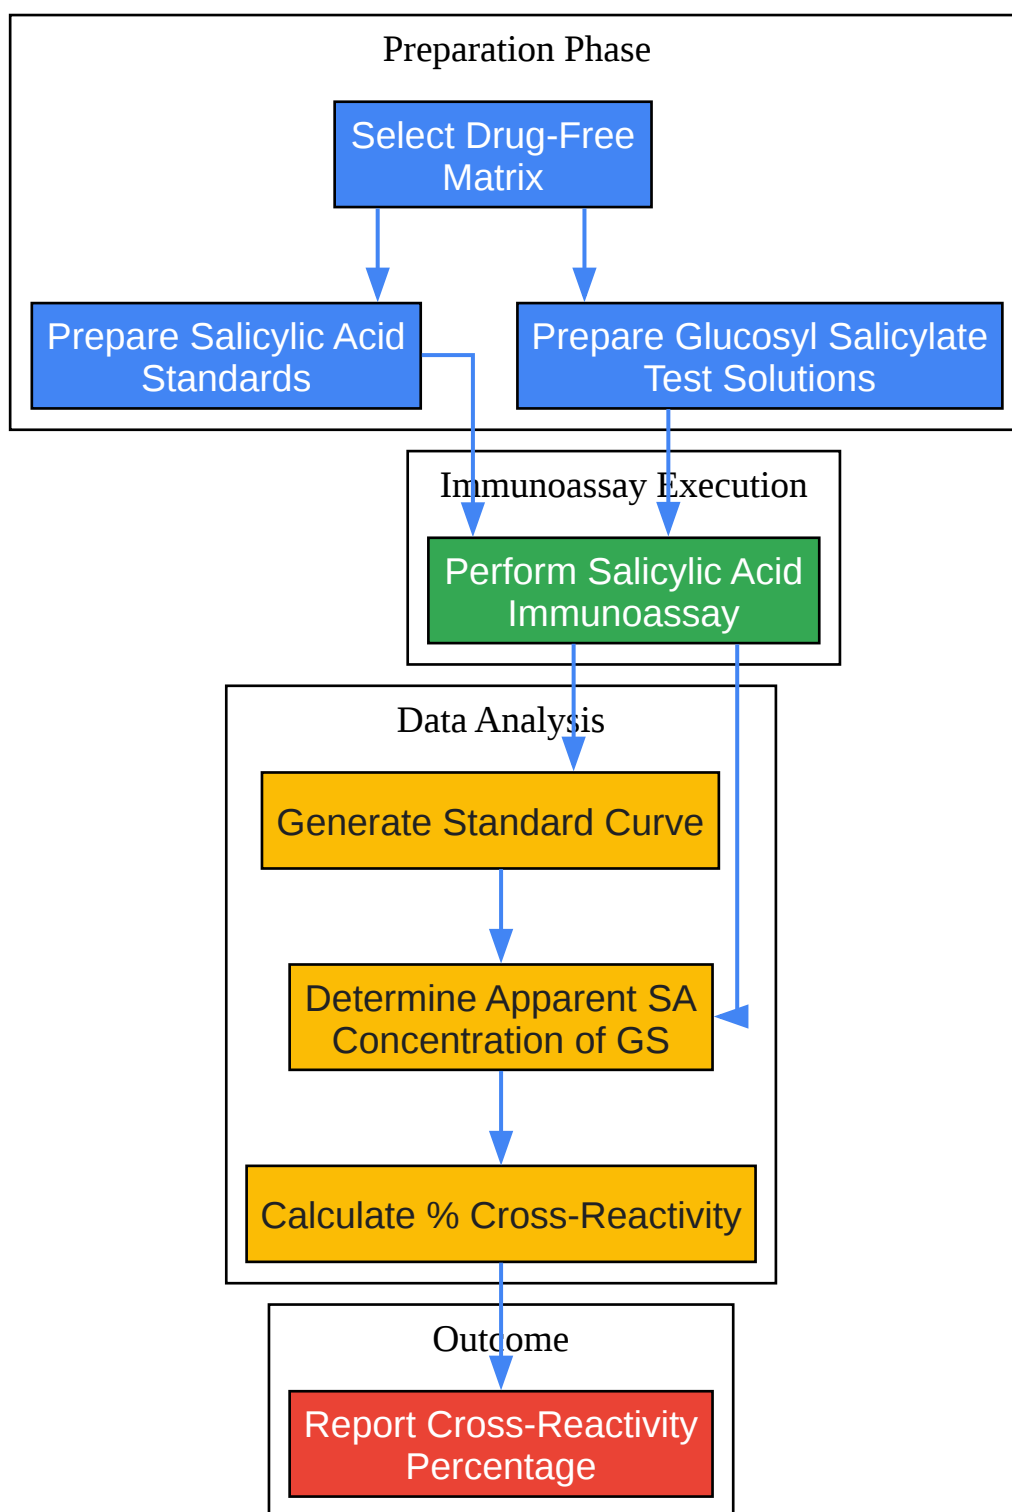 Preparation Phase
Select Drug-Free
Matrix
Prepare Salicylic Acid
Standards
Prepare Glucosyl Salicylate
Test Solutions
Immunoassay Execution
Perform Salicylic Acid
Immunoassay
Data Analysis
Generate Standard Curve
Determine Apparent SA
Concentration of GS
Calculate % Cross-Reactivity
Outcome
Report Cross-Reactivity
Percentage